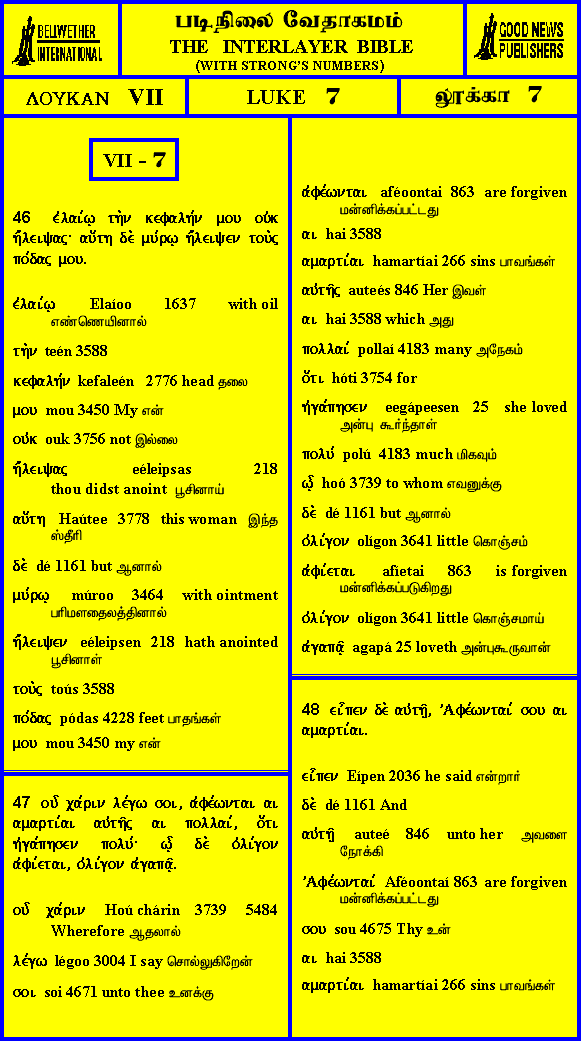 BELLWETHER
INTERNATIONAL
படிநிலை வேதாகமம்
THE INTERLAYER BIBLE
(WITH STRONG'S NUMBERS)
GOOD NEWS
PUBLISHERS
ΛΟΥΚΑΝ VII
LUKE 7
லூக்கா 7
VII - 7
46 ἐλαίῳ τὴν κεφαλήν μου οὐκ
ἤλειψας· αὕτη δὲ μύρῳ ἤλειψεν τοὺς
πόδας μου.
ἐλαίῳ Elaíoo 1637 with oil
எண்ணெயினால்
τὴν teén 3588
κεφαλήν kefaleén 2776 head தலை
μου mou 3450 My என்
οὐκ ouk 3756 not இல்லை
ἤλειψας eéleipsas 218
thou didst anoint பூசினாய்
αὕτη Haútee 3778 this woman இந்த
ஸ்தீரி
δὲ dé 1161 but ஆனால்
μύρῳ múroo 3464 with ointment
பரிமளதைலத்தினால்
ἤλειψεν eéleipsen 218 hath anointed
பூசினாள்
τοὺς toús 3588
πόδας pódas 4228 feet பாதங்கள்
μου mou 3450 my என்
47 οὗ χάριν λέγω σοι, ἀφέωνται αι
αμαρτίαι αὐτῆς αι πολλαί, ὅτι
ἠγάπησεν πολύ· ᾧ δὲ ὀλίγον
ἀφίεται, ὀλίγον ἀγαπᾷ.
οὗ χάριν Hoú chárin 3739 5484
Wherefore ஆதலால்
λέγω légoo 3004 I say சொல்லுகிறேன்
σοι soi 4671 unto thee உனக்கு
ἀφέωνται aféoontai 863 are forgiven
மன்னிக்கப்பட்டது
αι hai 3588
αμαρτίαι hamartíai 266 sins பாவங்கள்
αὐτῆς auteés 846 Her இவள்
αι hai 3588 which அது
πολλαί pollaí 4183 many அநேகம்
ὅτι hóti 3754 for
ἠγάπησεν eegápeesen 25 she loved
அன்பு கூர்ந்தாள்
πολύ polú 4183 much மிகவும்
ᾧ hoó 3739 to whom எவனுக்கு
δὲ dé 1161 but ஆனால்
ὀλίγον olígon 3641 little கொஞ்சம்
ἀφίεται afíetai 863 is forgiven
மன்னிக்கப்படுகிறது
ὀλίγον olígon 3641 little கொஞ்சமாய்
ἀγαπᾷ agapá 25 loveth அன்புகூருவான்
48 εἶπεν δὲ αὐτῇ, Ἀφέωνταί σου αι
αμαρτίαι.
εἶπεν Eípen 2036 he said என்றார்
δὲ dé 1161 And
αὐτῇ auteé 846 unto her அவளை
நோக்கி
Ἀφέωνταί Aféoontaí 863 are forgiven
மன்னிக்கப்பட்டது
σου sou 4675 Thy உன்
αι hai 3588
αμαρτίαι hamartíai 266 sins பாவங்கள்